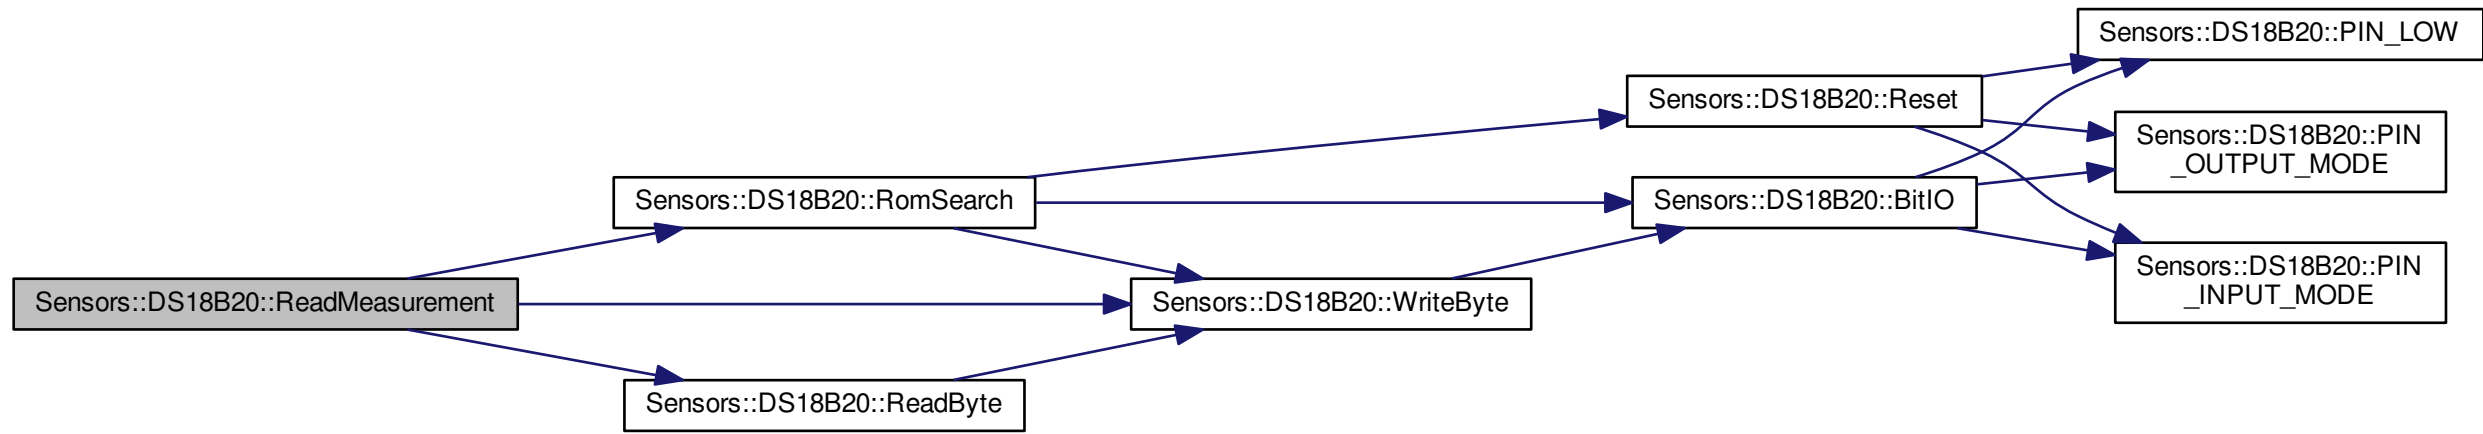 Sensors::DS18B20::PIN_LOW
Sensors::DS18B20::Reset
Sensors::DS18B20::PIN
_OUTPUT_MODE
Sensors::DS18B20::RomSearch
Sensors::DS18B20::BitIO
Sensors::DS18B20::PIN
_INPUT_MODE
Sensors::DS18B20::ReadMeasurement
Sensors::DS18B20::WriteByte
Sensors::DS18B20::ReadByte